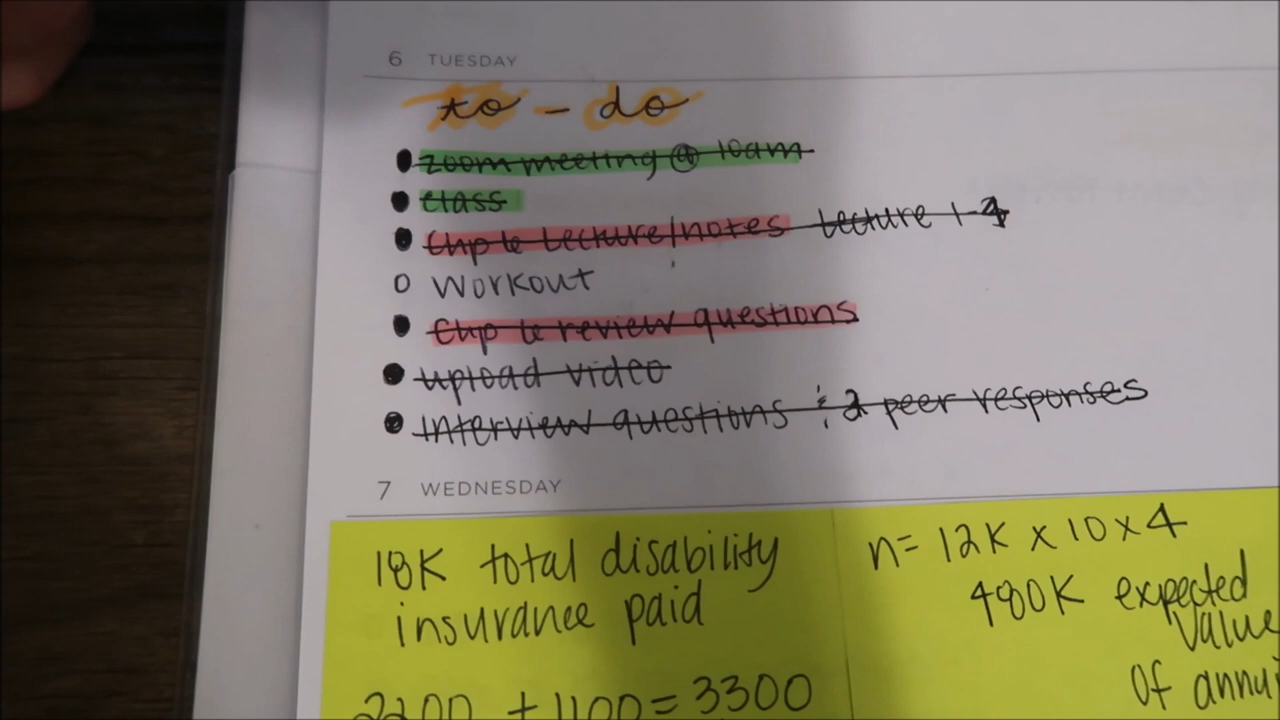 6 TUESDAY
to - do
zoom meeting @ 10am
class
Chp 6 Lecture/notes Lecture 1-4
Workout
Chp 6 review questions
upload video
Interview questions & 2 peer responses
7 WEDNESDAY
18K total disability
insurance paid
2200 + 1100 = 3300
n = 12K x 10 x 4
480K expected
Value
of